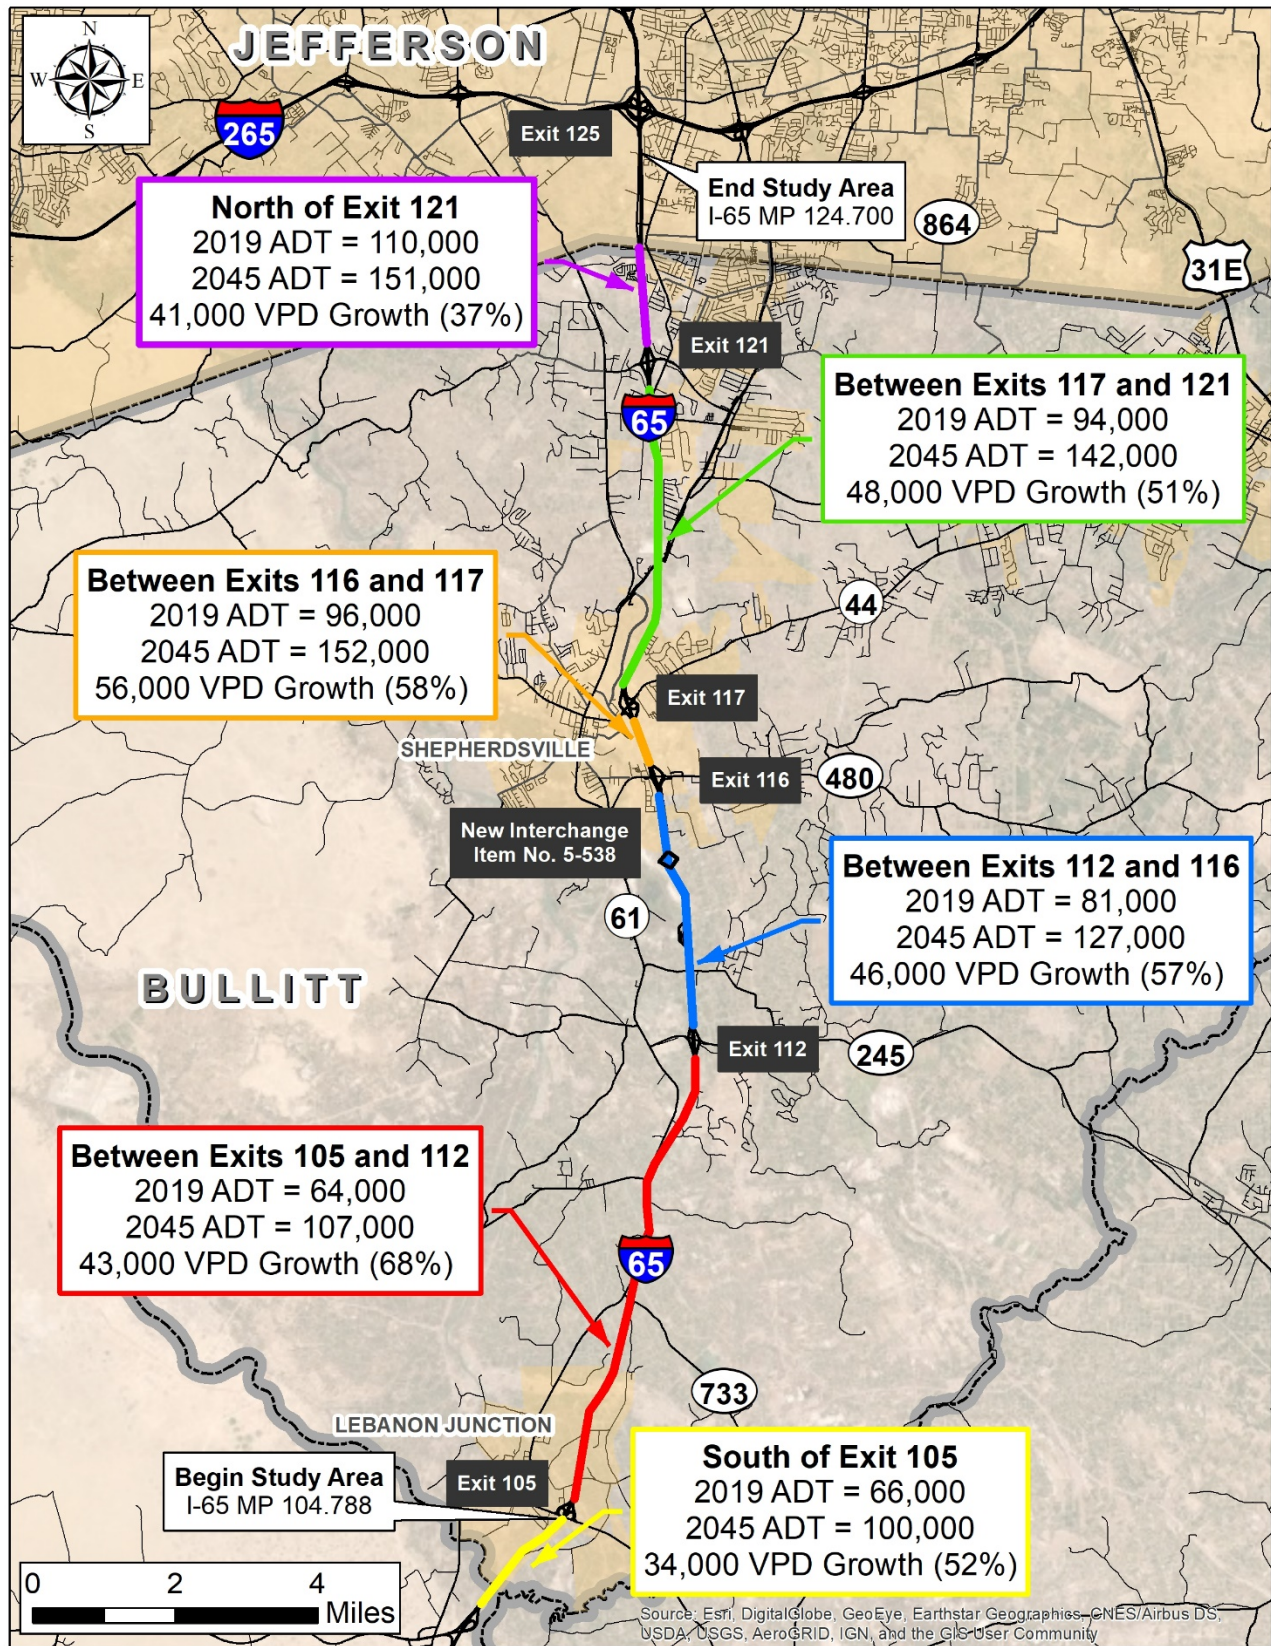 N
W
E
S
JEFFERSON
265
Exit 125
End Study Area
I-65 MP 124.700
864
31E
North of Exit 121
2019 ADT = 110,000
2045 ADT = 151,000
41,000 VPD Growth (37%)
Exit 121
65
Between Exits 117 and 121
2019 ADT = 94,000
2045 ADT = 142,000
48,000 VPD Growth (51%)
Between Exits 116 and 117
2019 ADT = 96,000
2045 ADT = 152,000
56,000 VPD Growth (58%)
44
Exit 117
SHEPHERDSVILLE
Exit 116
480
New Interchange
Item No. 5-538
61
Between Exits 112 and 116
2019 ADT = 81,000
2045 ADT = 127,000
46,000 VPD Growth (57%)
BULLITT
Exit 112
245
Between Exits 105 and 112
2019 ADT = 64,000
2045 ADT = 107,000
43,000 VPD Growth (68%)
65
733
LEBANON JUNCTION
Begin Study Area
I-65 MP 104.788
Exit 105
South of Exit 105
2019 ADT = 66,000
2045 ADT = 100,000
34,000 VPD Growth (52%)
0 2 4
Miles
Source: Esri, DigitalGlobe, GeoEye, Earthstar Geographics, CNES/Airbus DS,
USDA, USGS, AeroGRID, IGN, and the GIS User Community